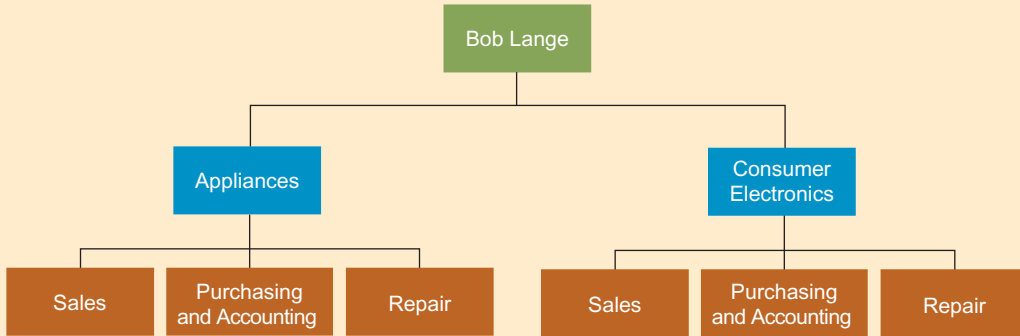 Bob Lange
Appliances
Consumer
Electronics
Sales
Purchasing
and Accounting
Repair
Sales
Purchasing
and Accounting
Repair